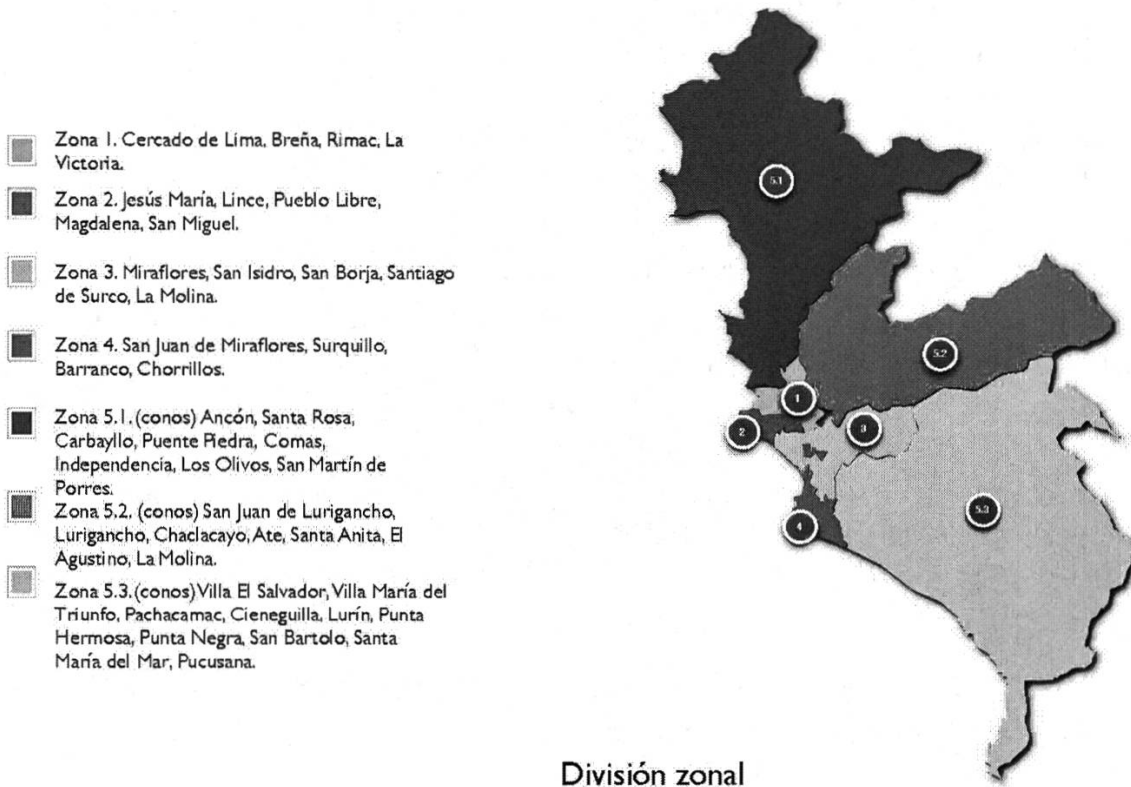 Zona 1. Cercado de Lima, Breña, Rimac, La
Victoria.
Zona 2. Jesús María, Lince, Pueblo Libre,
Magdalena, San Miguel.
Zona 3. Miraflores, San Isidro, San Borja, Santiago
de Surco, La Molina.
Zona 4. San Juan de Miraflores, Surquillo,
Barranco, Chorrillos.
Zona 5.1. (conos) Ancón, Santa Rosa,
Carbayllo, Puente Piedra, Comas,
Independencia, Los Olivos, San Martín de
Porres.
Zona 5.2. (conos) San Juan de Lurigancho,
Lurigancho, Chaclacayo, Ate, Santa Anita, El
Agustino, La Molina.
Zona 5.3. (conos) Villa El Salvador, Villa María del
Triunfo, Pachacamac, Cieneguilla, Lurín, Punta
Hermosa, Punta Negra, San Bartolo, Santa
María del Mar, Pucusana.
5.1
5.2
1
2
3
5.3
4
División zonal